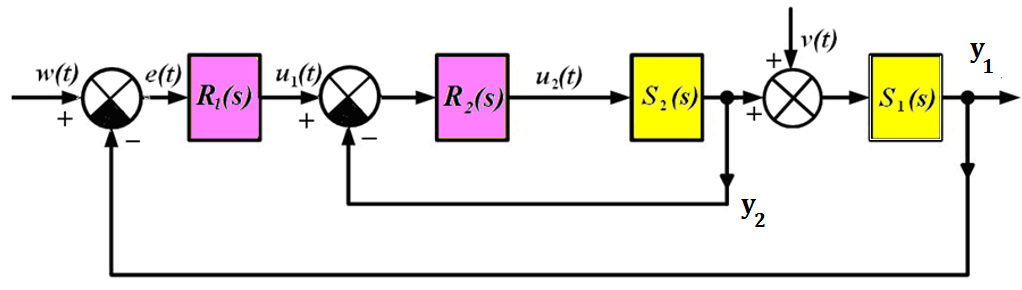 w(t)
+
−
e(t)
R₁(s)
u₁(t)
+
−
R₂(s)
u₂(t)
S₂(s)
y₂
+
+
v(t)
S₁(s)
y₁